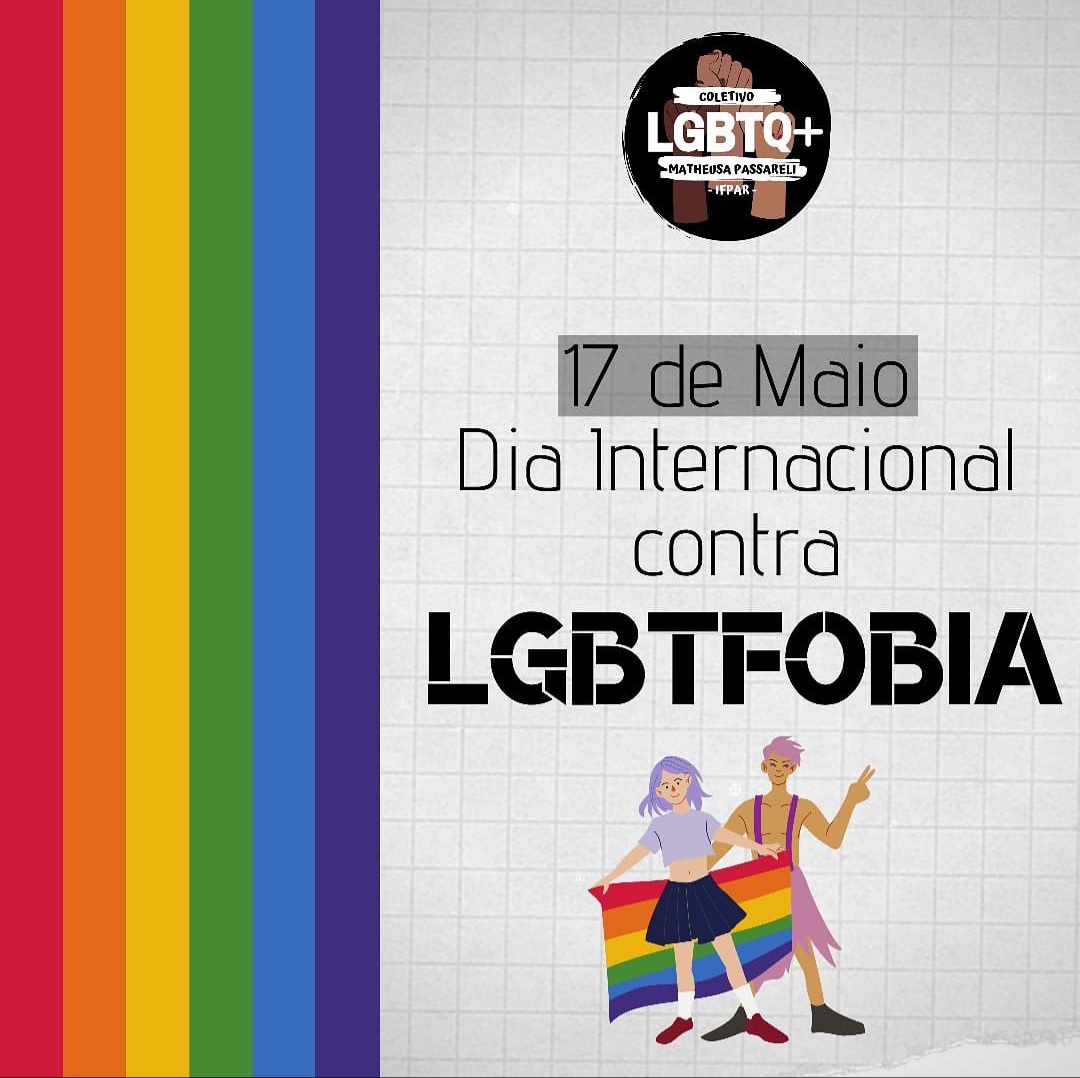 COLETIVO
LGBTQ+
MATHEUSA PASSARELI
- IFPAR -
17 de Maio
Dia Internacional
contra
LGBTFOBIA